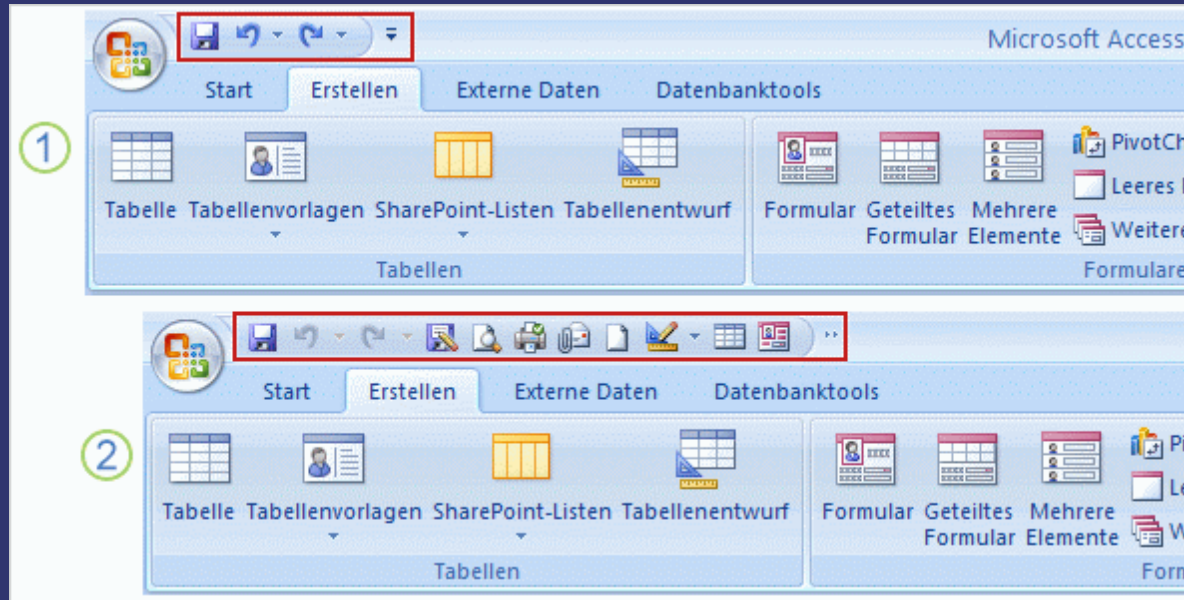 Microsoft Access
Start Erstellen Externe Daten Datenbanktools
1
Tabelle Tabellenvorlagen SharePoint-Listen Tabellenentwurf
Formular Geteiltes Formular Mehrere Elemente
PivotCh
Leeres
Weitere
Tabellen Formulare
Start Erstellen Externe Daten Datenbanktools
2
Tabelle Tabellenvorlagen SharePoint-Listen Tabellenentwurf
Formular Geteiltes Formular Mehrere Elemente
Tabellen Form